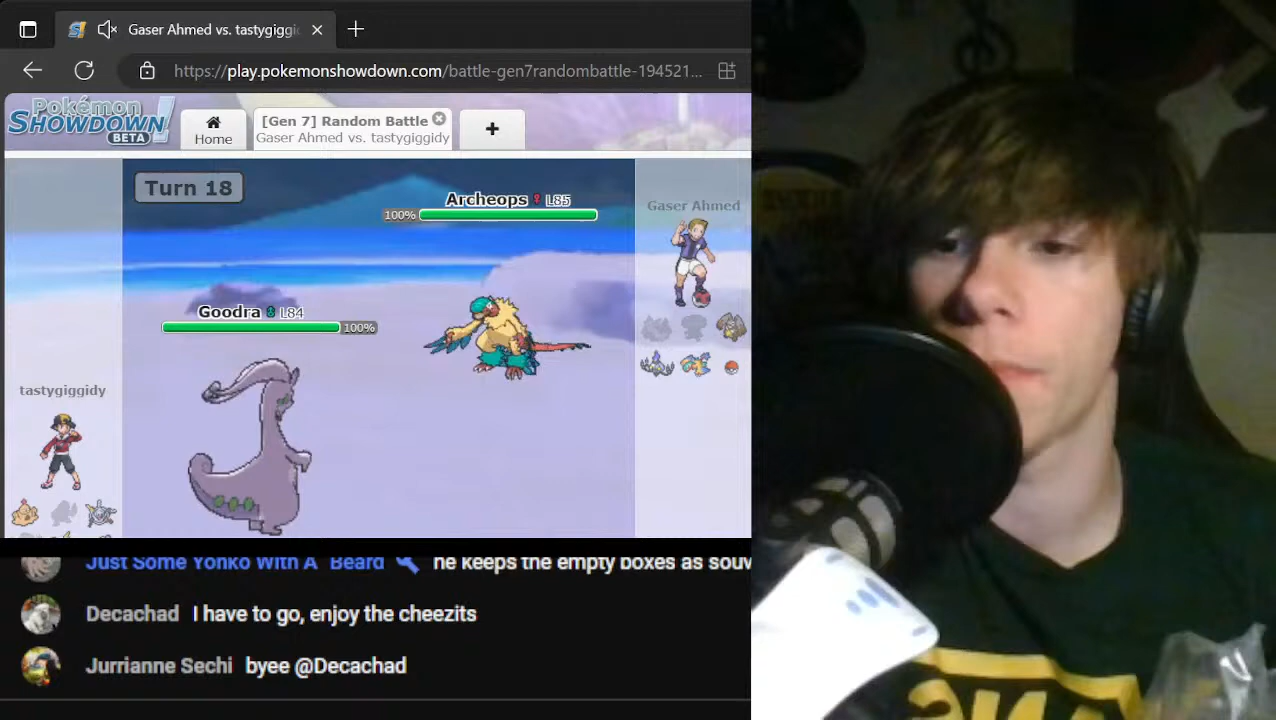 Gaser Ahmed vs. tastygiggi
https://play.pokemonshowdown.com/battle-gen7randombattle-194521...
Pokémon
SHOWDOWN!
BETA
Home
[Gen 7] Random Battle
Gaser Ahmed vs. tastygiggidy
+
Turn 18
Archeops L85
100%
Gaser Ahmed
Goodra L84
100%
tastygiggidy
Just Some Yonko With A Beard he keeps the empty boxes as souv
Decachad I have to go, enjoy the cheezits
Jurrianne Sechi byee @Decachad